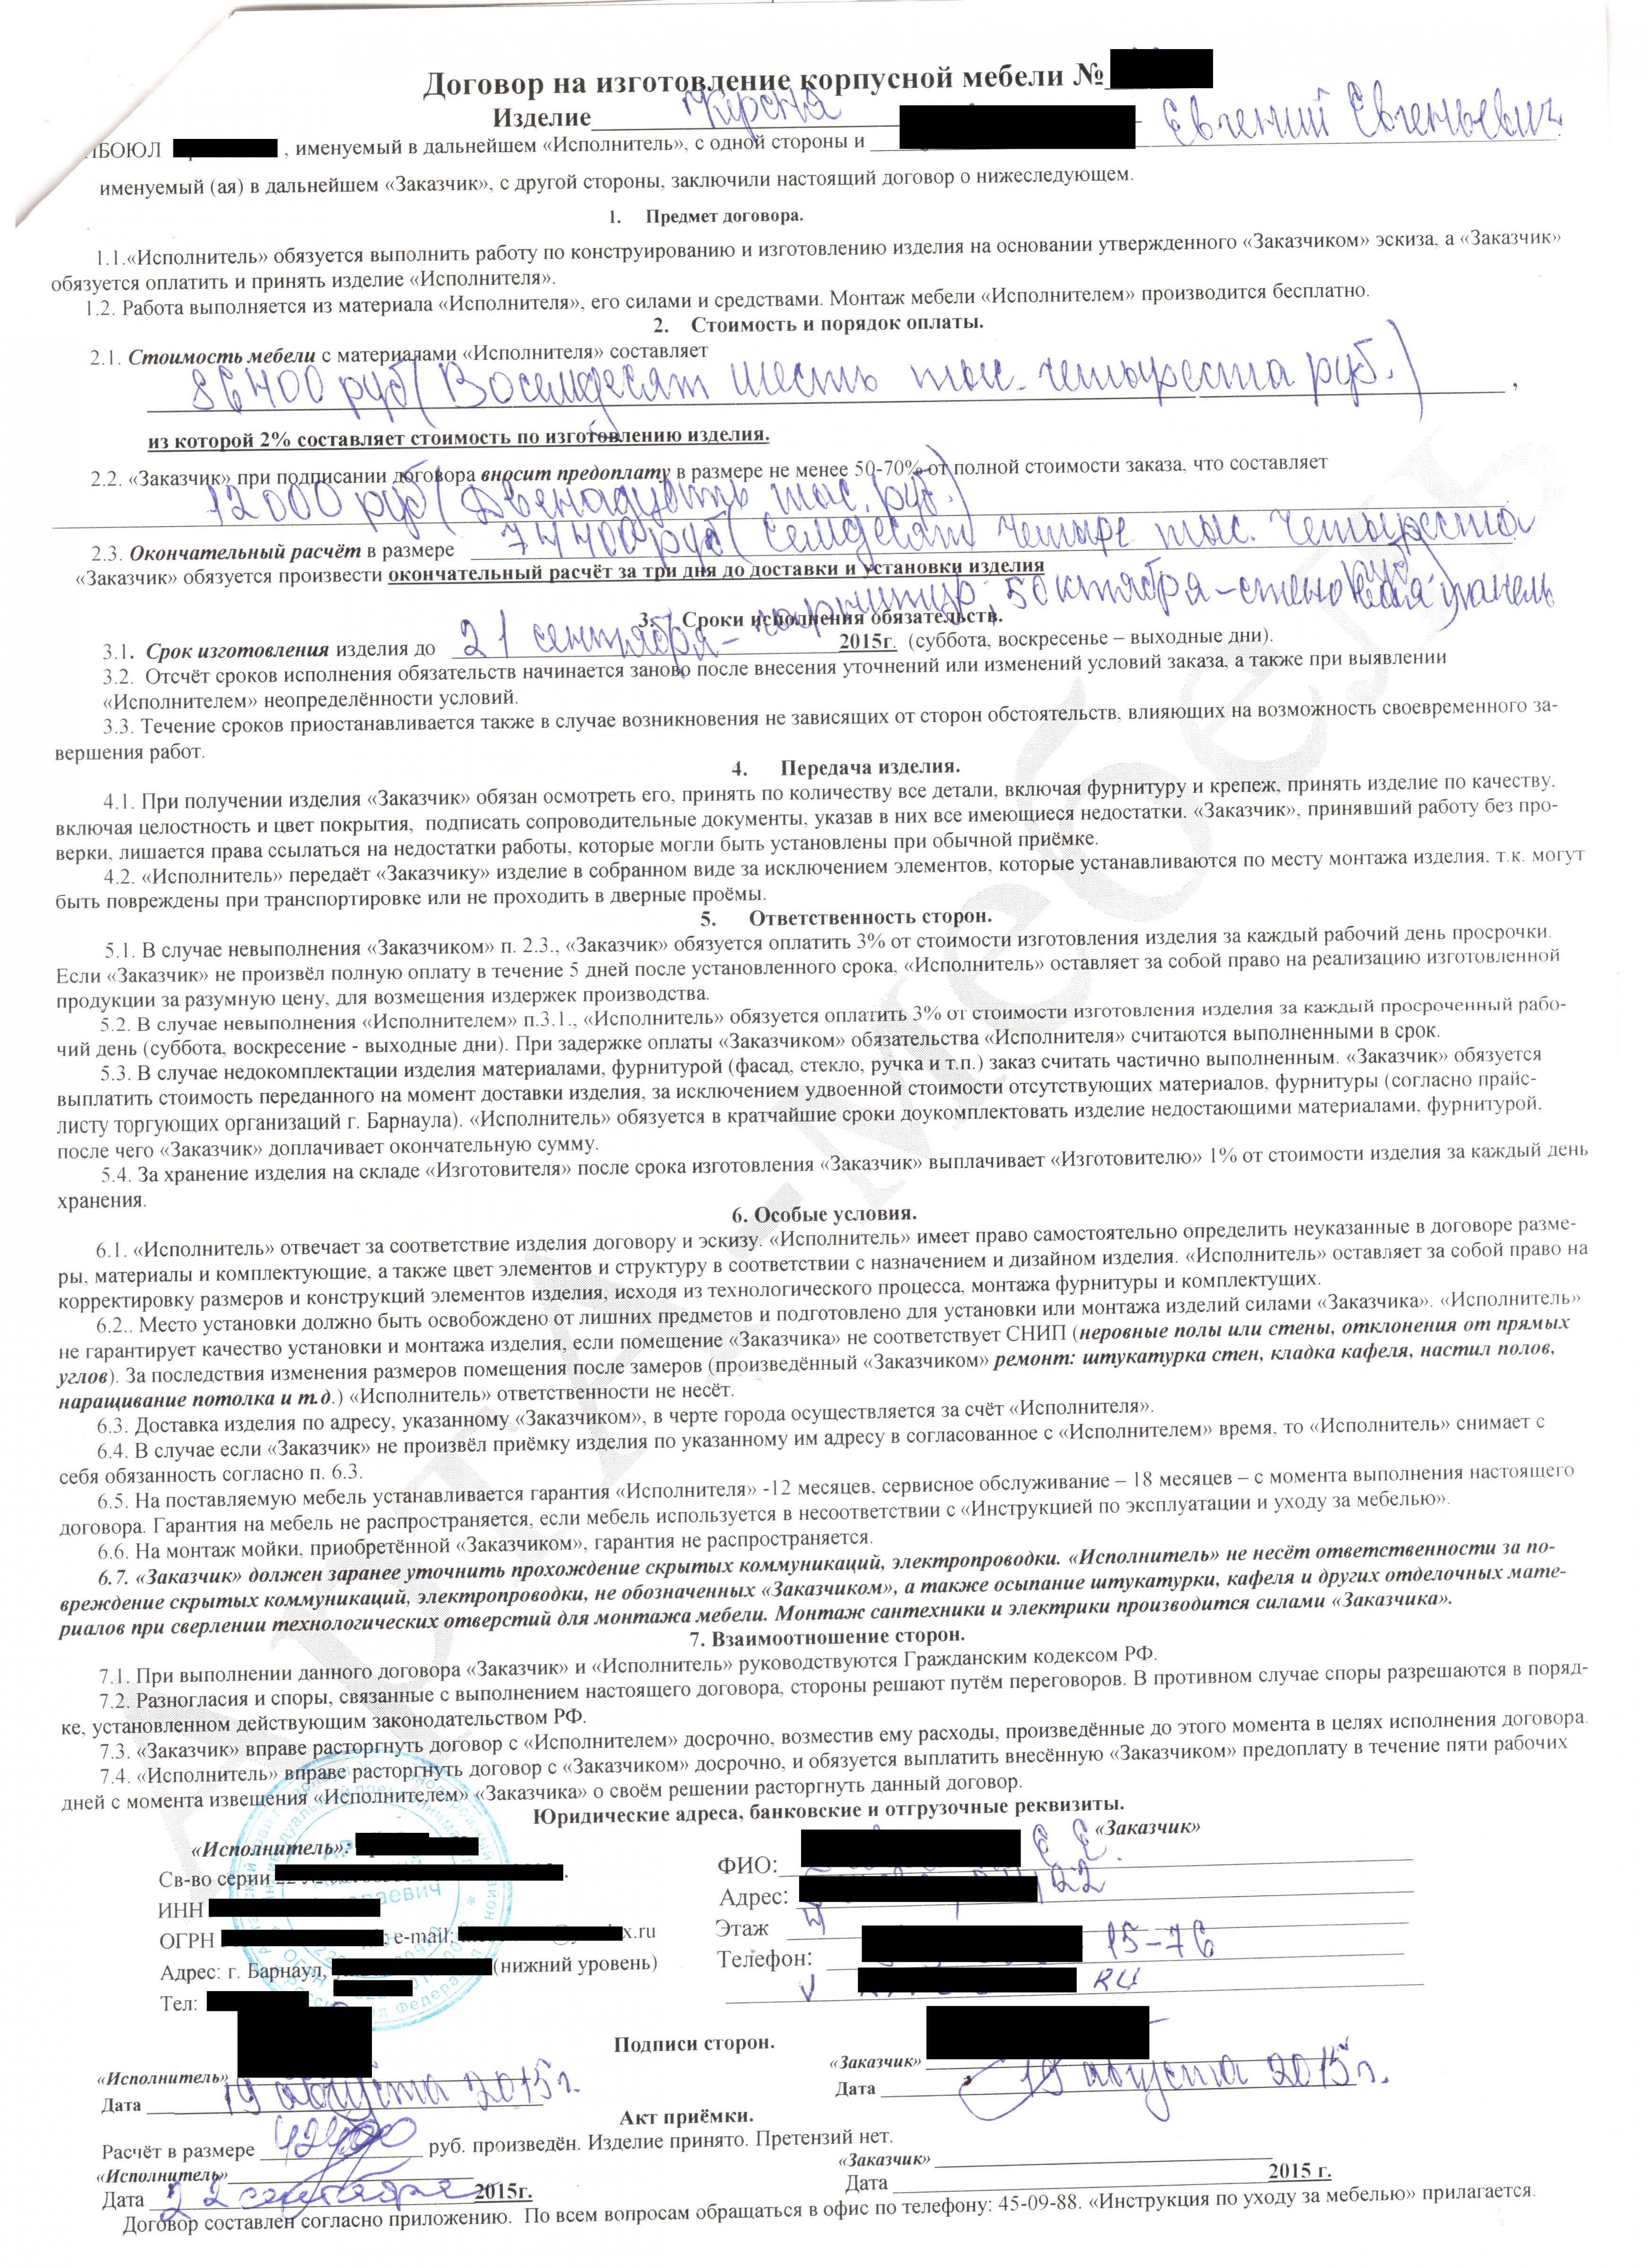 Договор на изготовление корпусной мебели №
Изделие Кухня
ИБОЮЛ , именуемый в дальнейшем «Исполнитель», с одной стороны и Евгений Евгеньевич
именуемый (ая) в дальнейшем «Заказчик», с другой стороны, заключили настоящий договор о нижеследующем.
1. Предмет договора.
1.1.«Исполнитель» обязуется выполнить работу по конструированию и изготовлению изделия на основании утвержденного «Заказчиком» эскиза, а «Заказчик»
обязуется оплатить и принять изделие «Исполнителя».
1.2. Работа выполняется из материала «Исполнителя», его силами и средствами. Монтаж мебели «Исполнителем» производится бесплатно.
2. Стоимость и порядок оплаты.
2.1. Стоимость мебели с материалами «Исполнителя» составляет
86400 руб (Восемдесят шесть тыс. четыреста руб.) ,
из которой 2% составляет стоимость по изготовлению изделия.
2.2. «Заказчик» при подписании договора вносит предоплату в размере не менее 50-70% от полной стоимости заказа, что составляет
12000 руб (Двенадцать тыс. руб.)
2.3. Окончательный расчёт в размере 74400 руб (семдесят четыре тыс. четыреста руб)
«Заказчик» обязуется произвести окончательный расчёт за три дня до доставки и установки изделия
3. Сроки исполнения обязательств.
3.1. Срок изготовления изделия до 21 сентября – гарнитур, 5 октября – стеновая панель 2015г. (суббота, воскресенье – выходные дни).
3.2. Отсчёт сроков исполнения обязательств начинается заново после внесения уточнений или изменений условий заказа, а также при выявлении
«Исполнителем» неопределённости условий.
3.3. Течение сроков приостанавливается также в случае возникновения не зависящих от сторон обстоятельств, влияющих на возможность своевременного за-
вершения работ.
4. Передача изделия.
4.1. При получении изделия «Заказчик» обязан осмотреть его, принять по количеству все детали, включая фурнитуру и крепеж, принять изделие по качеству,
включая целостность и цвет покрытия, подписать сопроводительные документы, указав в них все имеющиеся недостатки. «Заказчик», принявший работу без про-
верки, лишается права ссылаться на недостатки работы, которые могли быть установлены при обычной приёмке.
4.2. «Исполнитель» передаёт «Заказчику» изделие в собранном виде за исключением элементов, которые устанавливаются по месту монтажа изделия, т.к. могут
быть повреждены при транспортировке или не проходить в дверные проёмы.
5. Ответственность сторон.
5.1. В случае невыполнения «Заказчиком» п. 2.3., «Заказчик» обязуется оплатить 3% от стоимости изготовления изделия за каждый рабочий день просрочки.
Если «Заказчик» не произвёл полную оплату в течение 5 дней после установленного срока, «Исполнитель» оставляет за собой право на реализацию изготовленной
продукции за разумную цену, для возмещения издержек производства.
5.2. В случае невыполнения «Исполнителем» п.3.1., «Исполнитель» обязуется оплатить 3% от стоимости изготовления изделия за каждый просроченный рабо-
чий день (суббота, воскресение - выходные дни). При задержке оплаты «Заказчиком» обязательства «Исполнителя» считаются выполненными в срок.
5.3. В случае недокомплектации изделия материалами, фурнитурой (фасад, стекло, ручка и т.п.) заказ считать частично выполненным. «Заказчик» обязуется
выплатить стоимость переданного на момент доставки изделия, за исключением удвоенной стоимости отсутствующих материалов, фурнитуры (согласно прайс-
листу торгующих организаций г. Барнаула). «Исполнитель» обязуется в кратчайшие сроки доукомплектовать изделие недостающими материалами, фурнитурой,
после чего «Заказчик» доплачивает окончательную сумму.
5.4. За хранение изделия на складе «Изготовителя» после срока изготовления «Заказчик» выплачивает «Изготовителю» 1% от стоимости изделия за каждый день
хранения.
6. Особые условия.
6.1. «Исполнитель» отвечает за соответствие изделия договору и эскизу. «Исполнитель» имеет право самостоятельно определить неуказанные в договоре разме-
ры, материалы и комплектующие, а также цвет элементов и структуру в соответствии с назначением и дизайном изделия. «Исполнитель» оставляет за собой право на
корректировку размеров и конструкций элементов изделия, исходя из технологического процесса, монтажа фурнитуры и комплектущих.
6.2.. Место установки должно быть освобождено от лишних предметов и подготовлено для установки или монтажа изделий силами «Заказчика». «Исполнитель»
не гарантирует качество установки и монтажа изделия, если помещение «Заказчика» не соответствует СНИП (неровные полы или стены, отклонения от прямых
углов). За последствия изменения размеров помещения после замеров (произведённый «Заказчиком» ремонт: штукатурка стен, кладка кафеля, настил полов,
наращивание потолка и т.д.) «Исполнитель» ответственности не несёт.
6.3. Доставка изделия по адресу, указанному «Заказчиком», в черте города осуществляется за счёт «Исполнителя».
6.4. В случае если «Заказчик» не произвёл приёмку изделия по указанному им адресу в согласованное с «Исполнителем» время, то «Исполнитель» снимает с
себя обязанность согласно п. 6.3.
6.5. На поставляемую мебель устанавливается гарантия «Исполнителя» -12 месяцев, сервисное обслуживание – 18 месяцев – с момента выполнения настоящего
договора. Гарантия на мебель не распространяется, если мебель используется в несоответствии с «Инструкцией по эксплуатации и уходу за мебелью».
6.6. На монтаж мойки, приобретённой «Заказчиком», гарантия не распространяется.
6.7. «Заказчик» должен заранее уточнить прохождение скрытых коммуникаций, электропроводки. «Исполнитель» не несёт ответственности за по-
вреждение скрытых коммуникаций, электропроводки, не обозначенных «Заказчиком», а также осыпание штукатурки, кафеля и других отделочных мате-
риалов при сверлении технологических отверстий для монтажа мебели. Монтаж сантехники и электрики производится силами «Заказчика».
7. Взаимоотношение сторон.
7.1. При выполнении данного договора «Заказчик» и «Исполнитель» руководствуются Гражданским кодексом РФ.
7.2. Разногласия и споры, связанные с выполнением настоящего договора, стороны решают путём переговоров. В противном случае споры разрешаются в поряд-
ке, установленном действующим законодательством РФ.
7.3. «Заказчик» вправе расторгнуть договор с «Исполнителем» досрочно, возместив ему расходы, произведённые до этого момента в целях исполнения договора.
7.4. «Исполнитель» вправе расторгнуть договор с «Заказчиком» досрочно, и обязуется выплатить внесённую «Заказчиком» предоплату в течение пяти рабочих
дней с момента извещения «Исполнителем» «Заказчика» о своём решении расторгнуть данный договор.
Юридические адреса, банковские и отгрузочные реквизиты.
«Исполнитель»: «Заказчик»
ФИО: Е. Е.
Св-во серии
Адрес: 22
ИНН
Этаж
ОГРН e-mail: x.ru
Телефон: 15-76
Адрес: г. Барнаул, (нижний уровень)
RU
Тел:
Подписи сторон.
«Исполнитель» «Заказчик»
Дата 19 августа 2015г. Дата 19 августа 2015г.
Акт приёмки.
Расчёт в размере 42400 руб. произведён. Изделие принято. Претензий нет.
«Исполнитель» «Заказчик»
Дата 22 сентября 2015г. Дата 2015 г.
Договор составлен согласно приложению. По всем вопросам обращаться в офис по телефону: 45-09-88. «Инструкция по уходу за мебелью» прилагается.